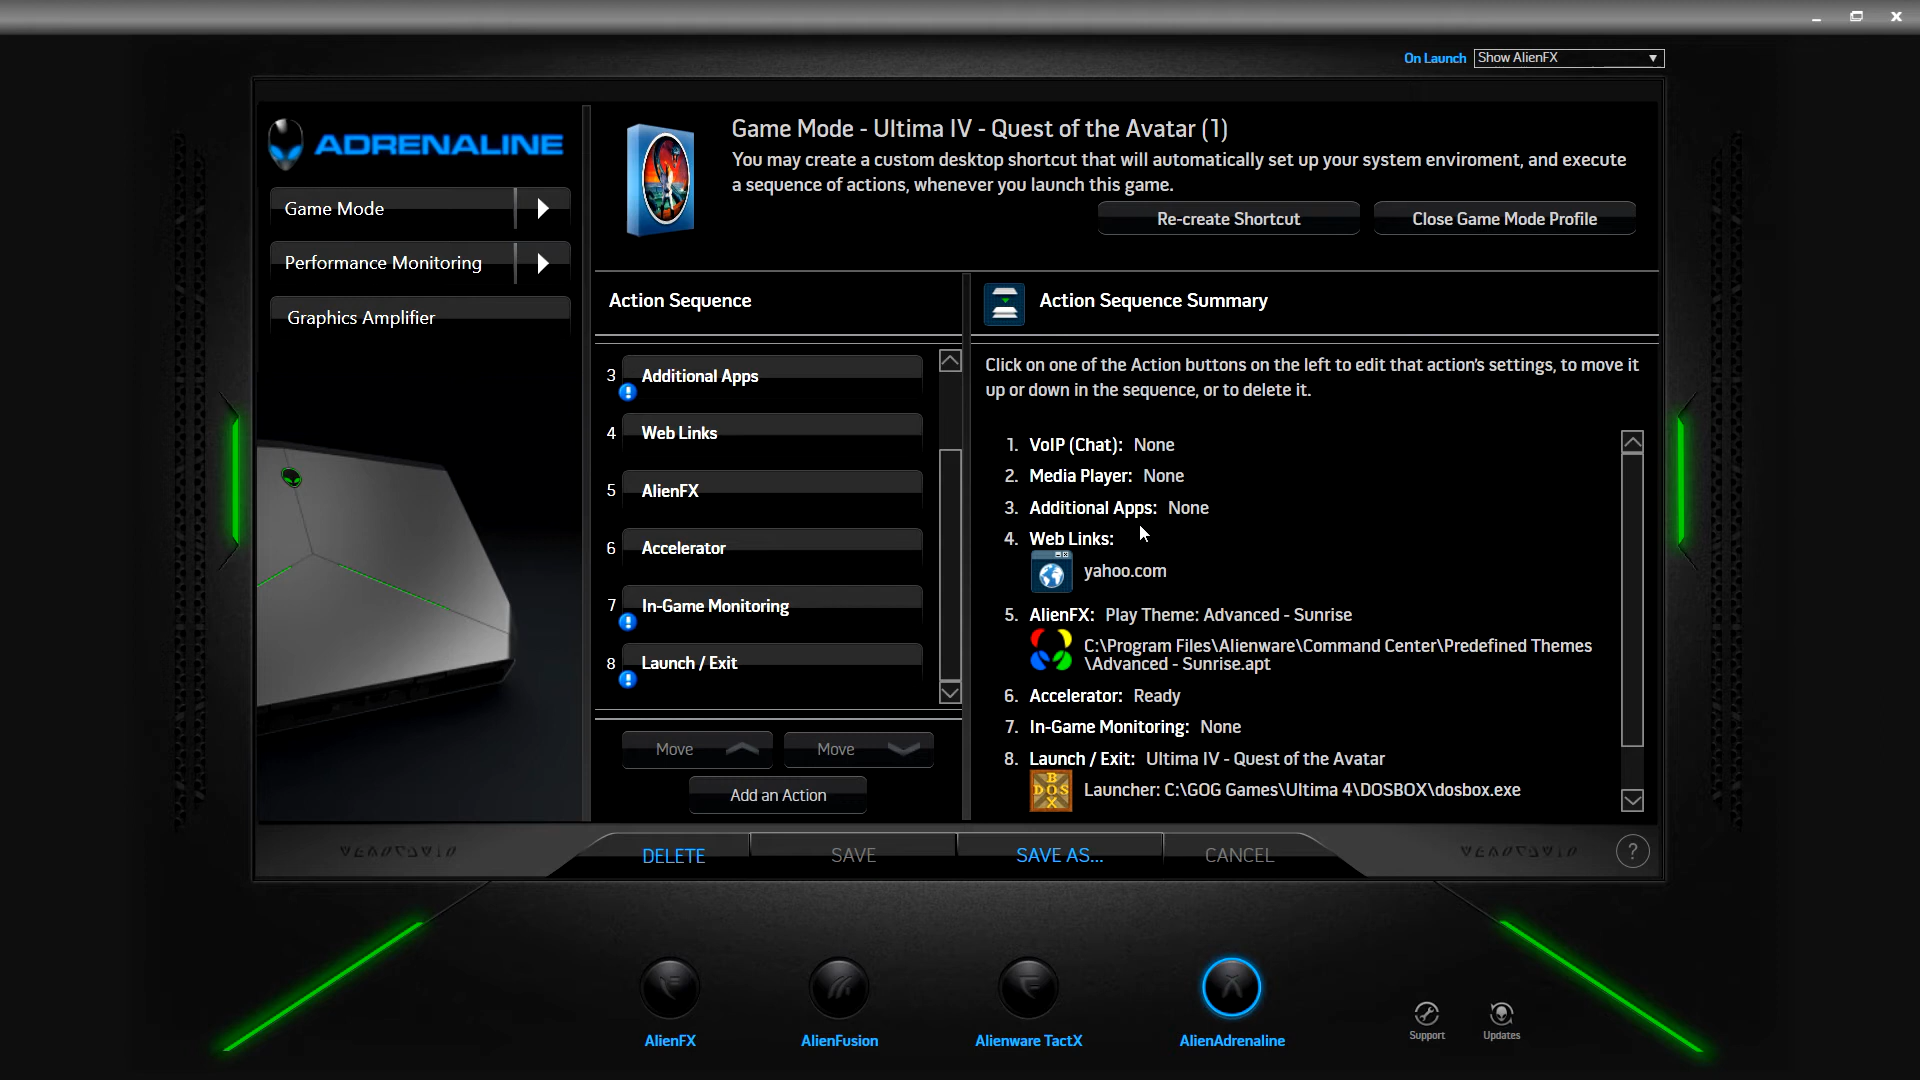 On Launch Show AlienFX
ADRENALINE
Game Mode
Performance Monitoring
Graphics Amplifier
Game Mode - Ultima IV - Quest of the Avatar (1)
You may create a custom desktop shortcut that will automatically set up your system enviroment, and execute
a sequence of actions, whenever you launch this game.
Re-create Shortcut
Close Game Mode Profile
Action Sequence
3 Additional Apps
4 Web Links
5 AlienFX
6 Accelerator
7 In-Game Monitoring
8 Launch / Exit
Move
Move
Add an Action
Action Sequence Summary
Click on one of the Action buttons on the left to edit that action's settings, to move it
up or down in the sequence, or to delete it.
1. VoIP (Chat): None
2. Media Player: None
3. Additional Apps: None
4. Web Links:
yahoo.com
5. AlienFX: Play Theme: Advanced - Sunrise
C:\Program Files\Alienware\Command Center\Predefined Themes
\Advanced - Sunrise.apt
6. Accelerator: Ready
7. In-Game Monitoring: None
8. Launch / Exit: Ultima IV - Quest of the Avatar
BOX
DOS
Launcher: C:\GOG Games\Ultima 4\DOSBOX\dosbox.exe
DELETE
SAVE
SAVE AS...
CANCEL
?
AlienFX
AlienFusion
Alienware TactX
AlienAdrenaline
Support
Updates